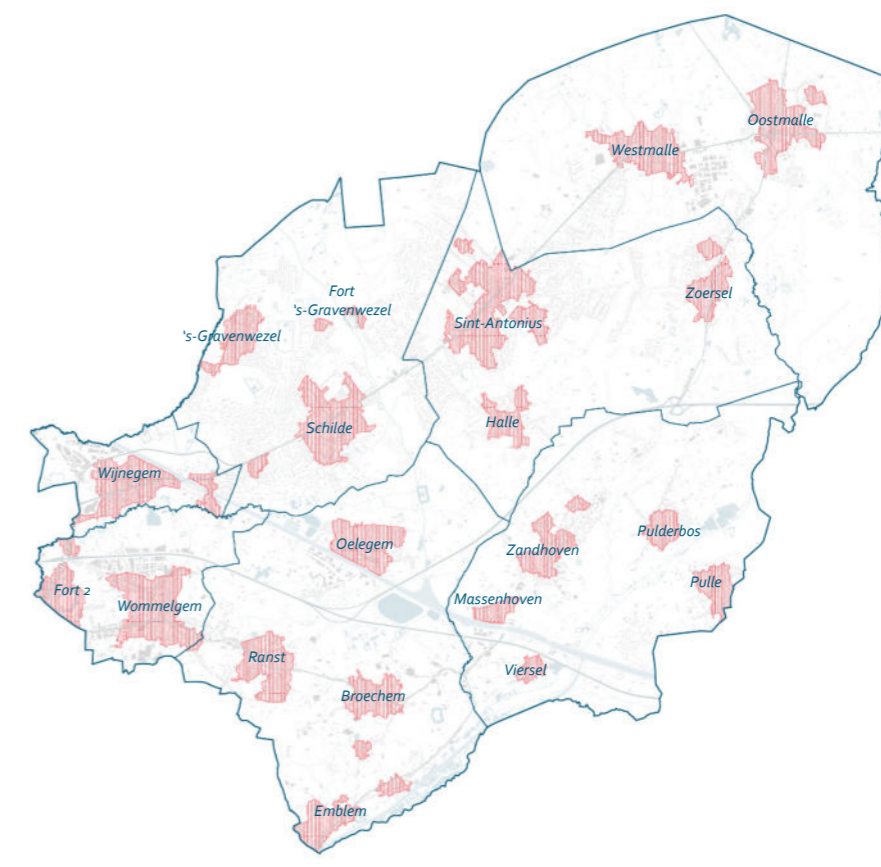 Oostmalle
Westmalle
Fort
's-Gravenwezel
Zoersel
's-Gravenwezel
Sint-Antonius
Schilde
Halle
Wijnegem
Oelegem
Zandhoven
Pulderbos
Fort 2
Wommelgem
Massenhoven
Pulle
Ranst
Viersel
Broechem
Emblem